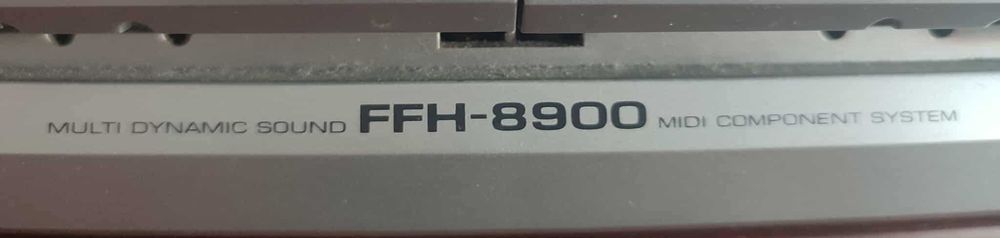 MULTI DYNAMIC SOUND FFH-8900 MIDI COMPONENT SYSTEM